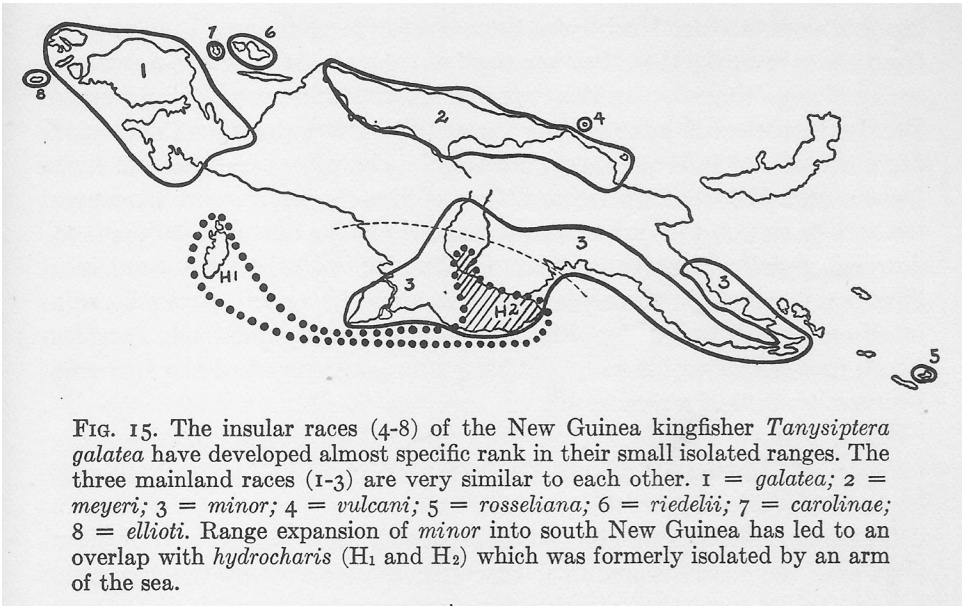 7
6
1
8
2
4
3
H1
3
3
H2
5
FIG. 15. The insular races (4-8) of the New Guinea kingfisher Tanysiptera
galatea have developed almost specific rank in their small isolated ranges. The
three mainland races (1-3) are very similar to each other. 1 = galatea; 2 =
meyeri; 3 = minor; 4 = vulcani; 5 = rosseliana; 6 = riedelii; 7 = carolinae;
8 = ellioti. Range expansion of minor into south New Guinea has led to an
overlap with hydrocharis (H1 and H2) which was formerly isolated by an arm
of the sea.